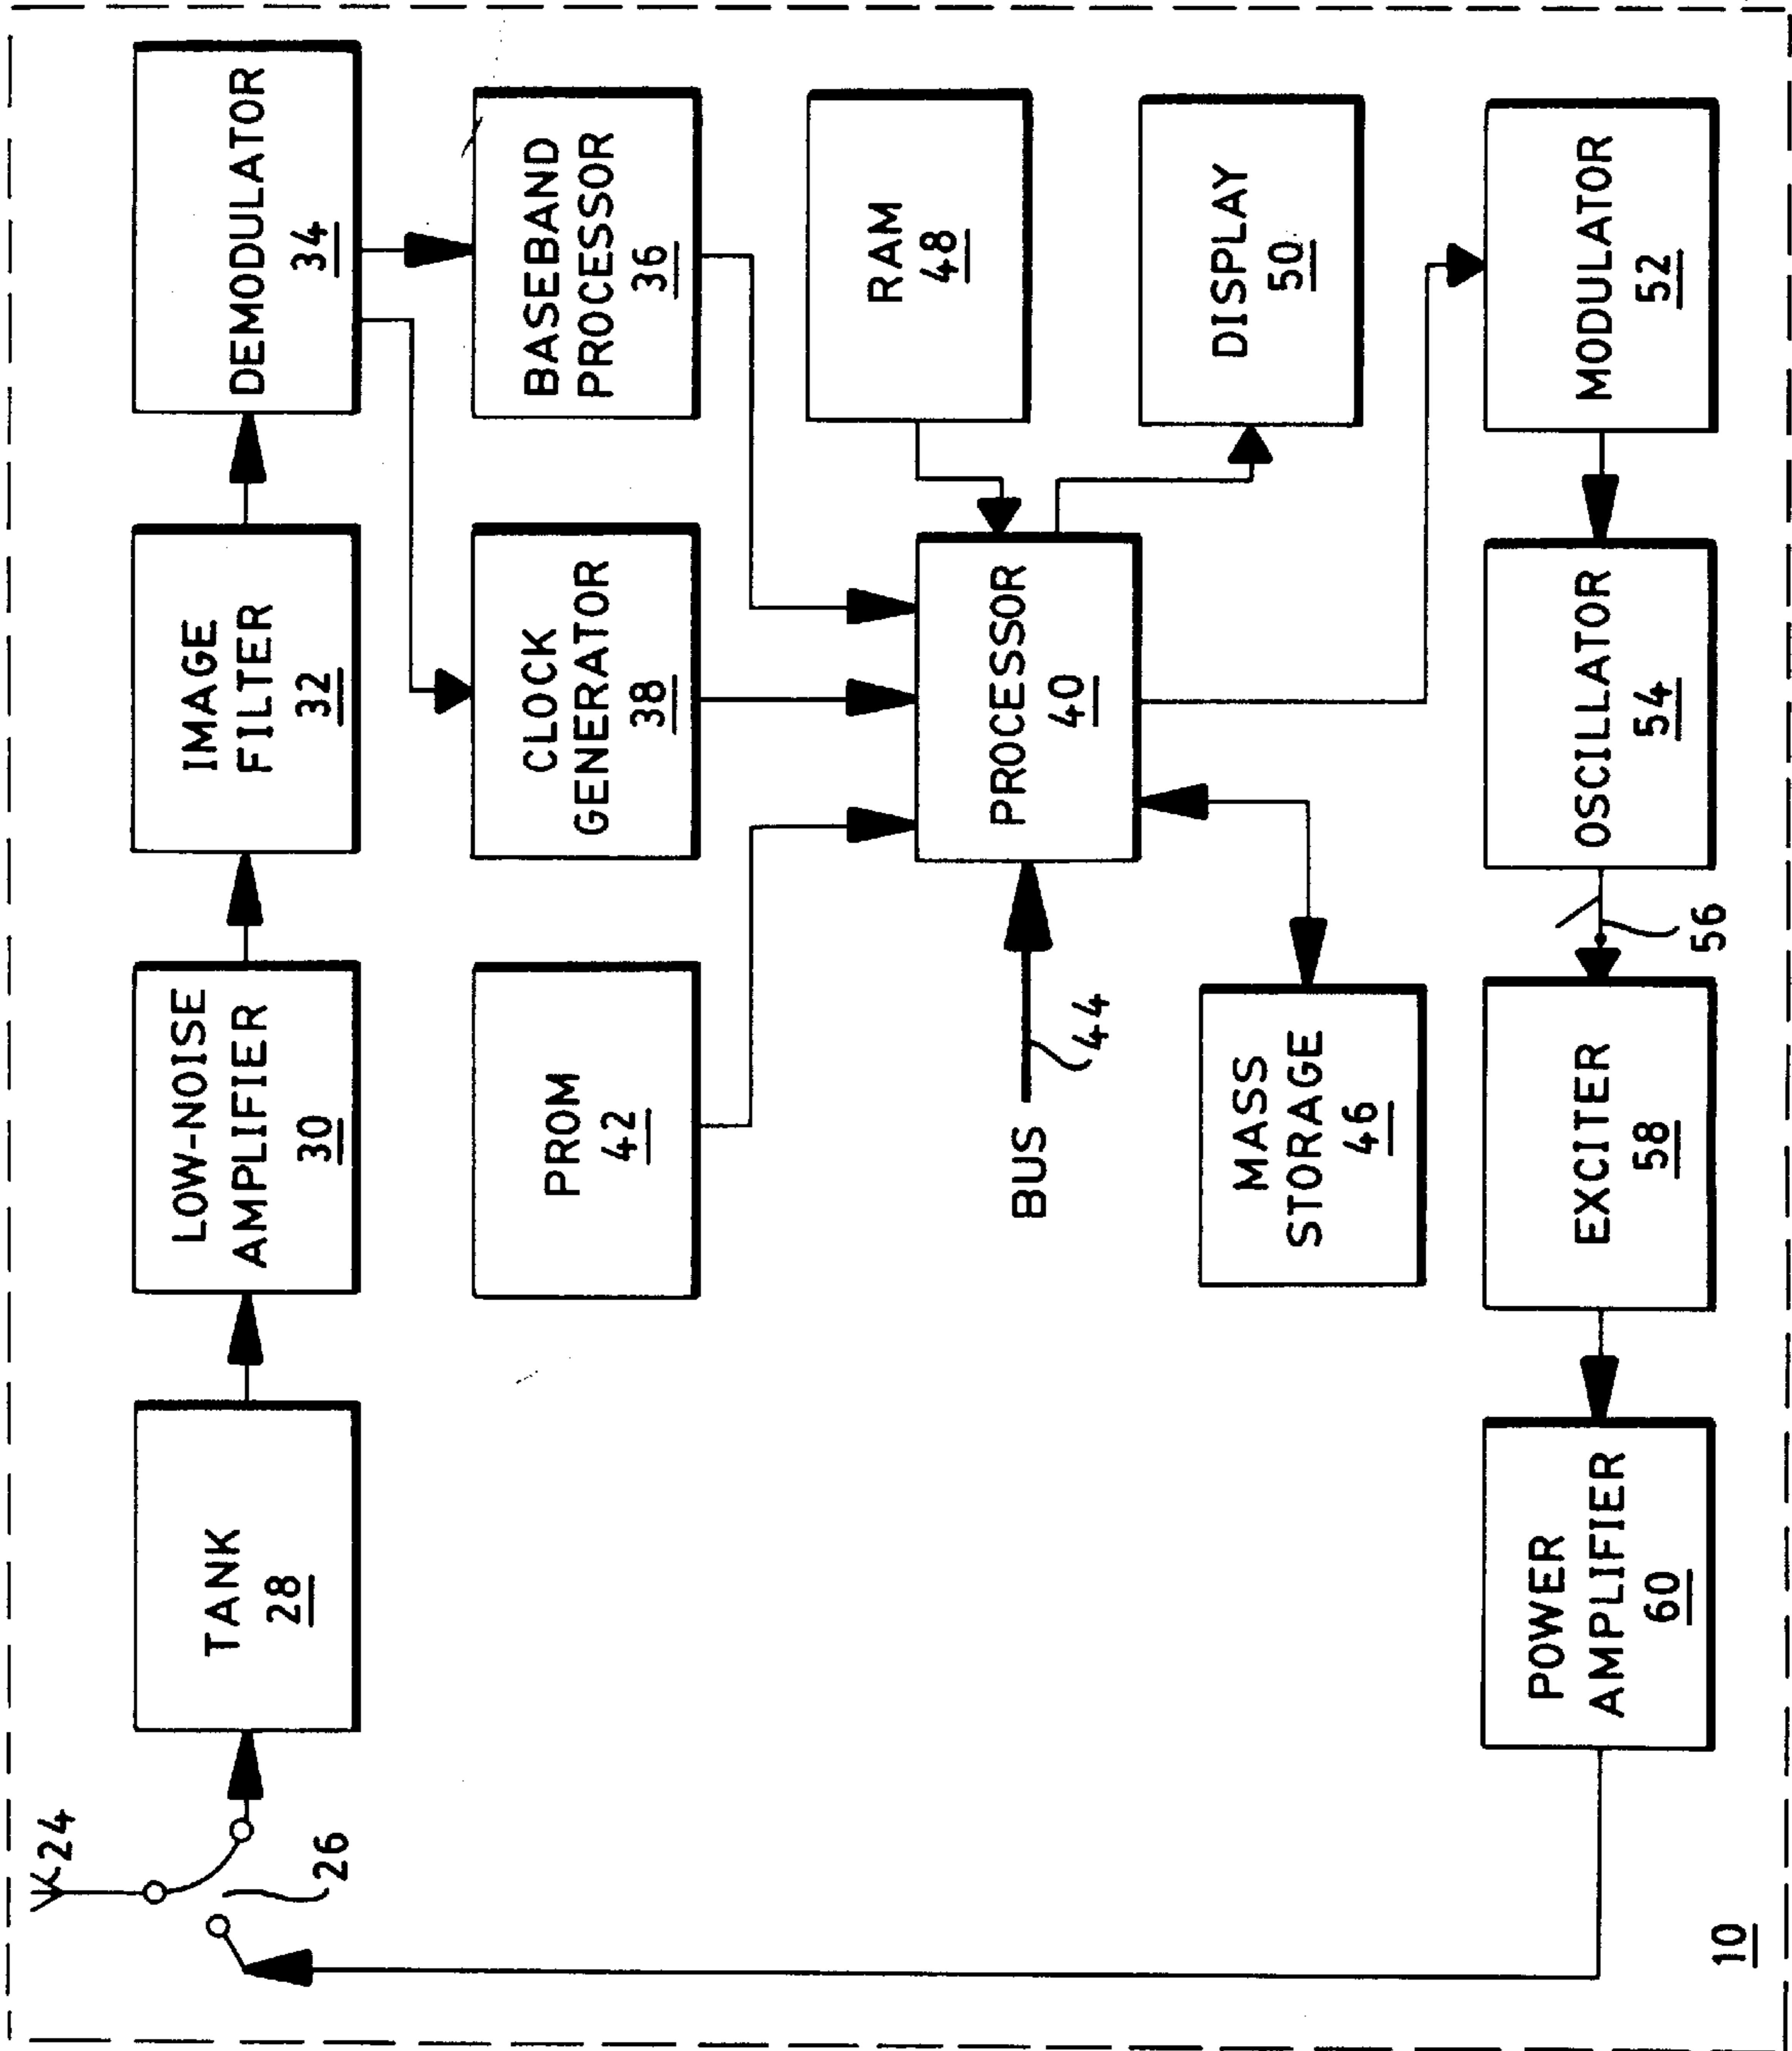 24
26
TANK
28
LOW-NOISE
AMPLIFIER
30
IMAGE
FILTER
32
DEMODULATOR
34
PROM
42
CLOCK
GENERATOR
38
BASEBAND
PROCESSOR
36
BUS
44
PROCESSOR
40
RAM
48
MASS
STORAGE
46
DISPLAY
50
POWER
AMPLIFIER
60
EXCITER
58
56
OSCILLATOR
54
MODULATOR
52
10